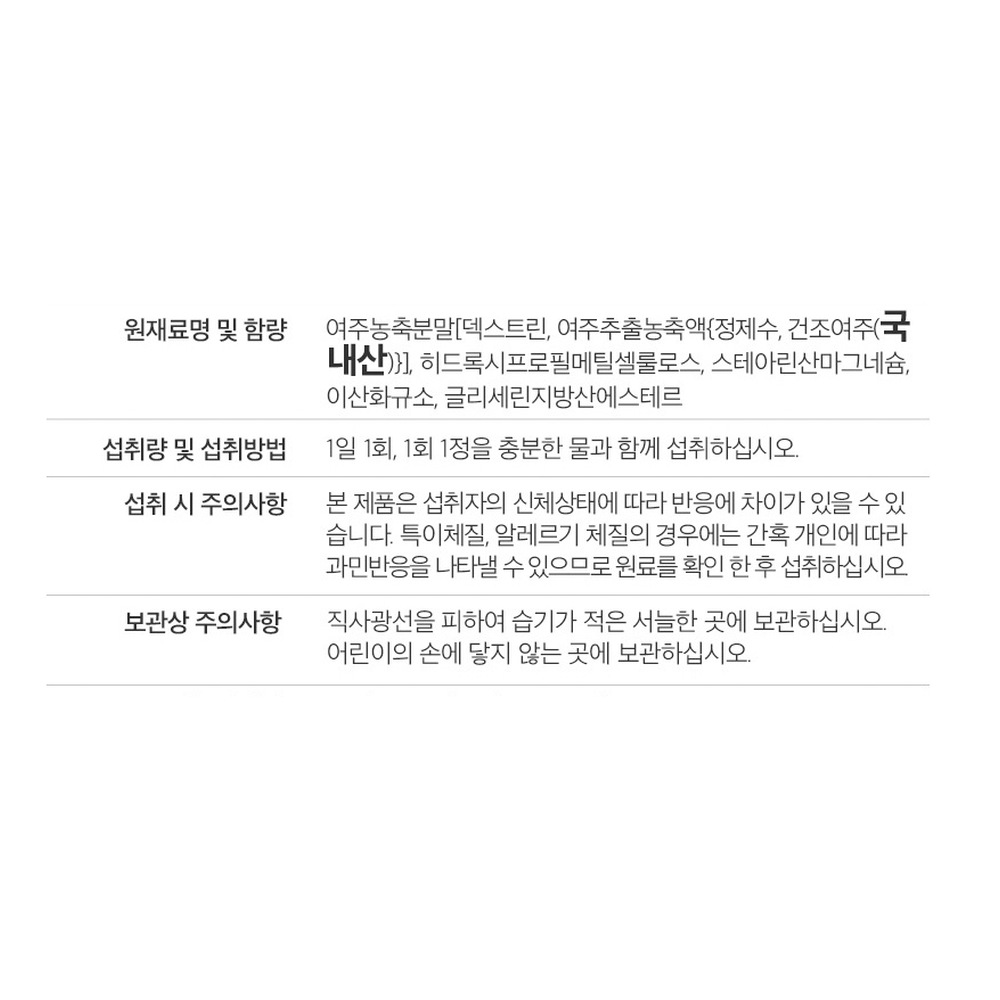 원재료명 및 함량
여주농축분말[덱스트린, 여주추출농축액{정제수, 건조여주(국
내산)}], 히드록시프로필메틸셀룰로스, 스테아린산마그네슘,
이산화규소, 글리세린지방산에스테르
섭취량 및 섭취방법
1일 1회, 1회 1정을 충분한 물과 함께 섭취하십시오.
섭취 시 주의사항
본 제품은 섭취자의 신체상태에 따라 반응에 차이가 있을 수 있
습니다. 특이체질, 알레르기 체질의 경우에는 간혹 개인에 따라
과민반응을 나타낼 수 있으므로 원료를 확인 한 후 섭취하십시오.
보관상 주의사항
직사광선을 피하여 습기가 적은 서늘한 곳에 보관하십시오.
어린이의 손에 닿지 않는 곳에 보관하십시오.